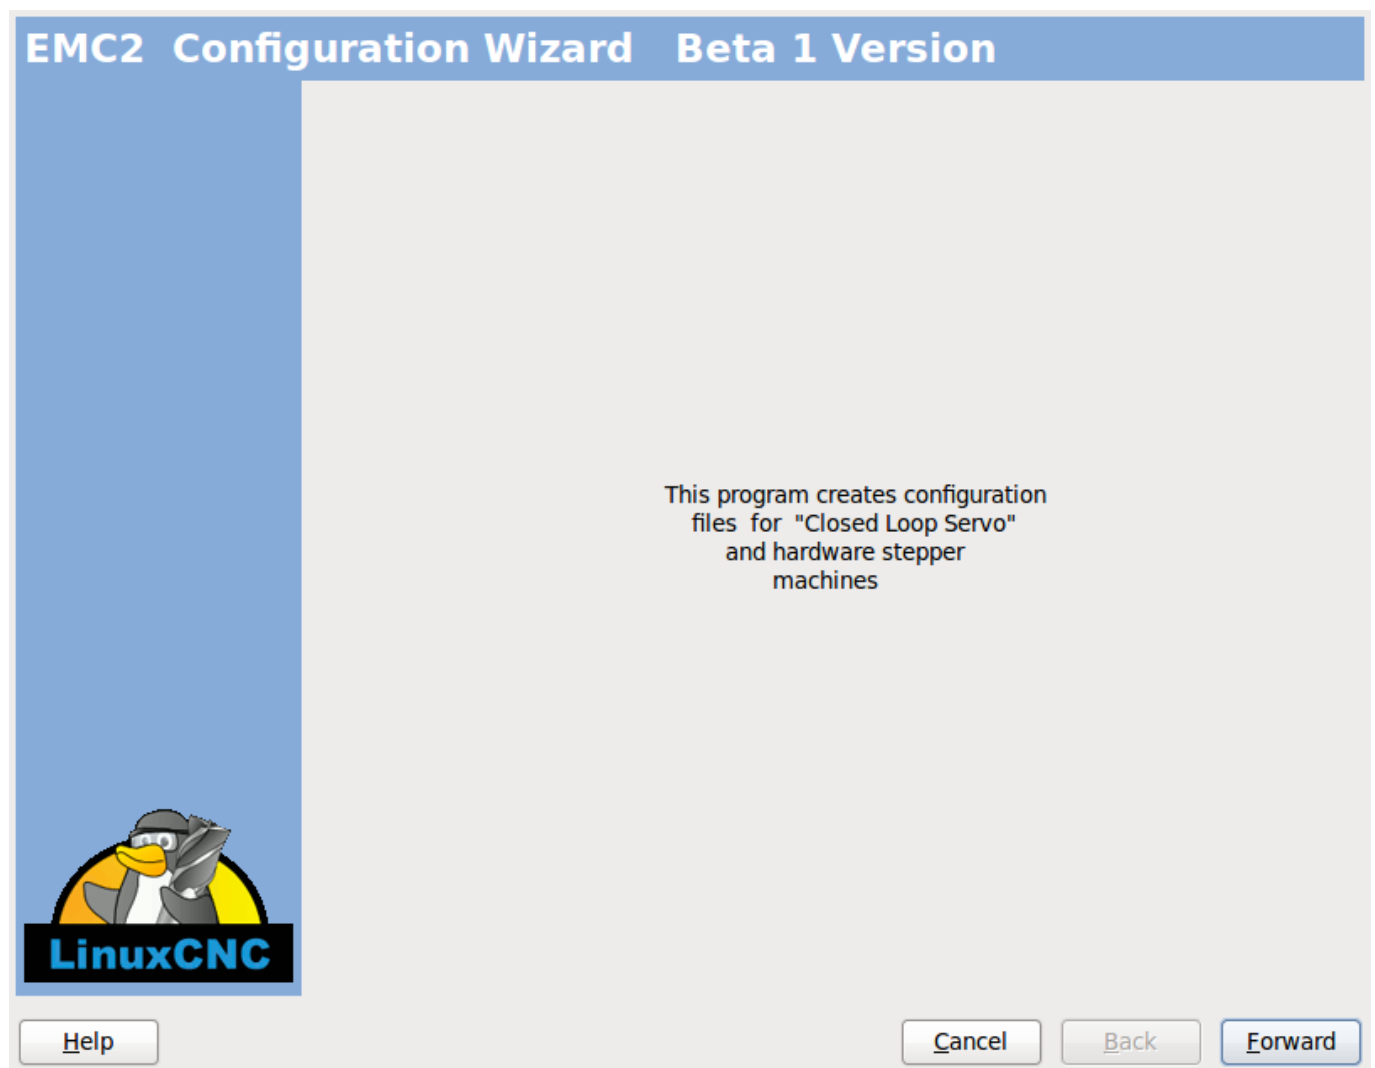 EMC2  Configuration Wizard   Beta 1 Version
This program creates configuration
files  for  "Closed Loop Servo"
and hardware stepper
machines
LinuxCNC
Help
Cancel
Back
Forward